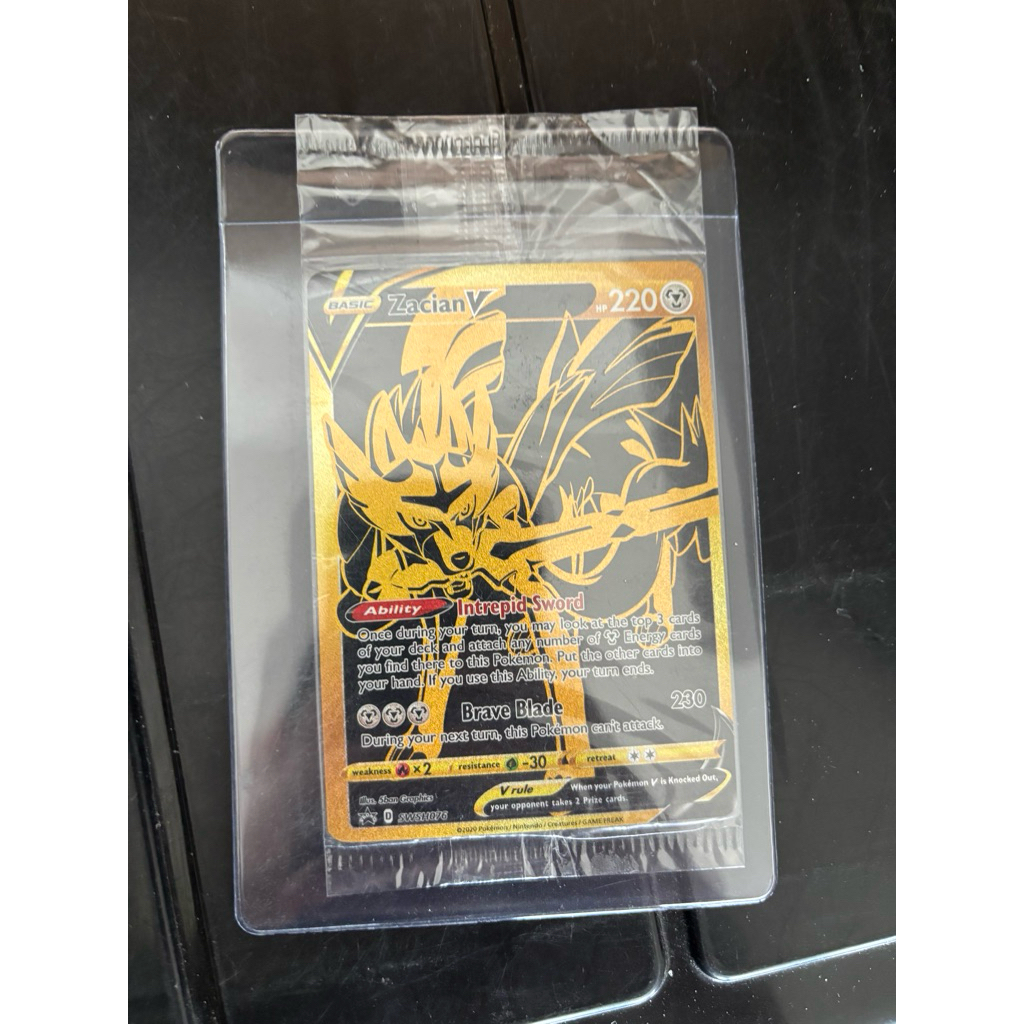 BASIC Zacian V HP 220
Ability Intrepid Sword
Once during your turn, you may look at the top 3 cards
of your deck and attach any number of Energy cards
you find there to this Pokémon. Put the other cards into
your hand. If you use this Ability, your turn ends.
Brave Blade 230
During your next turn, this Pokémon can't attack.
weakness ×2 resistance -30 retreat
V rule When your Pokémon V is Knocked Out,
your opponent takes 2 Prize cards.
Illus. 5ban Graphics
D SWSH076
©2020 Pokémon / Nintendo / Creatures / GAME FREAK